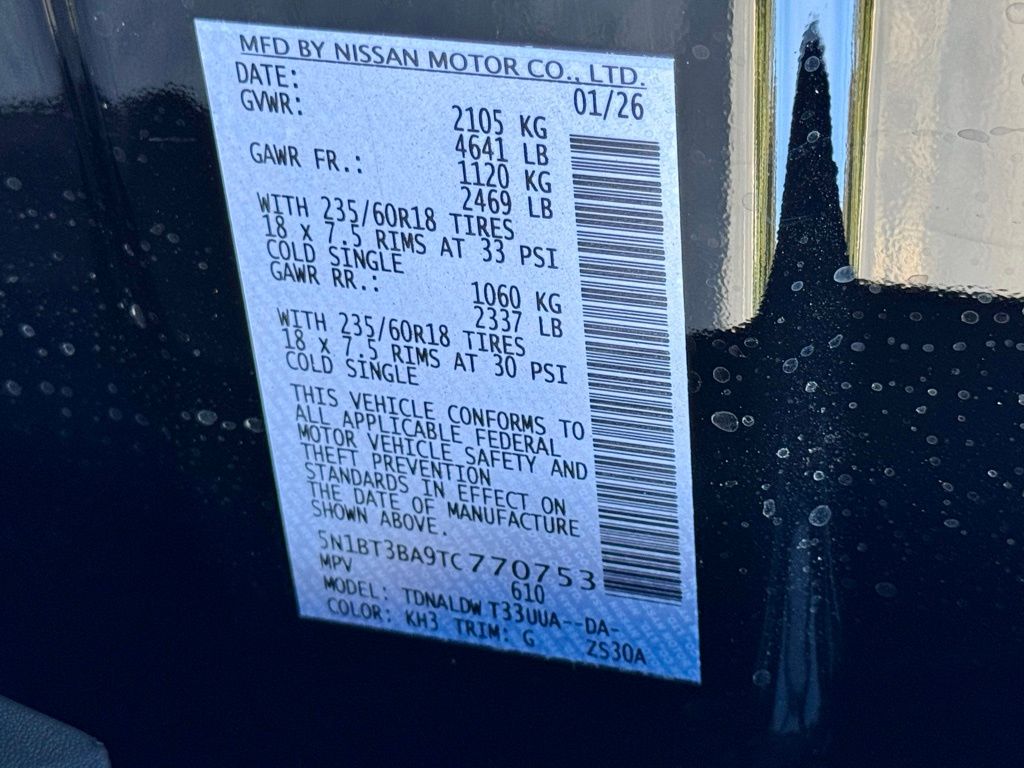 MFD BY NISSAN MOTOR CO., LTD.
DATE: 01/26
GVWR: 2105 KG
4641 LB
GAWR FR.: 1120 KG
2469 LB
WITH 235/60R18 TIRES
18 X 7.5 RIMS AT 33 PSI
COLD SINGLE
GAWR RR.: 1060 KG
2337 LB
WITH 235/60R18 TIRES
18 X 7.5 RIMS AT 30 PSI
COLD SINGLE
THIS VEHICLE CONFORMS TO
ALL APPLICABLE FEDERAL
MOTOR VEHICLE SAFETY AND
THEFT PREVENTION
STANDARDS IN EFFECT ON
THE DATE OF MANUFACTURE
SHOWN ABOVE.
5N1BT3BA9TC770753
MPV 610
MODEL: TDNALDW T33UUA--DA-
COLOR: KH3 TRIM: G ZS30A